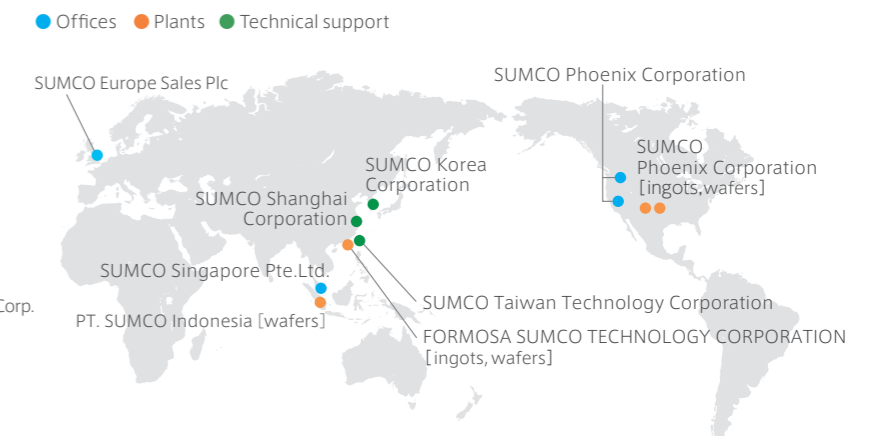 Offices Plants Technical support
SUMCO Europe Sales Plc
SUMCO Phoenix Corporation
SUMCO
Phoenix Corporation
[ingots,wafers]
SUMCO Korea
Corporation
SUMCO Shanghai
Corporation
SUMCO Singapore Pte.Ltd.
Corp.
PT. SUMCO Indonesia [wafers]
SUMCO Taiwan Technology Corporation
FORMOSA SUMCO TECHNOLOGY CORPORATION
[ingots, wafers]